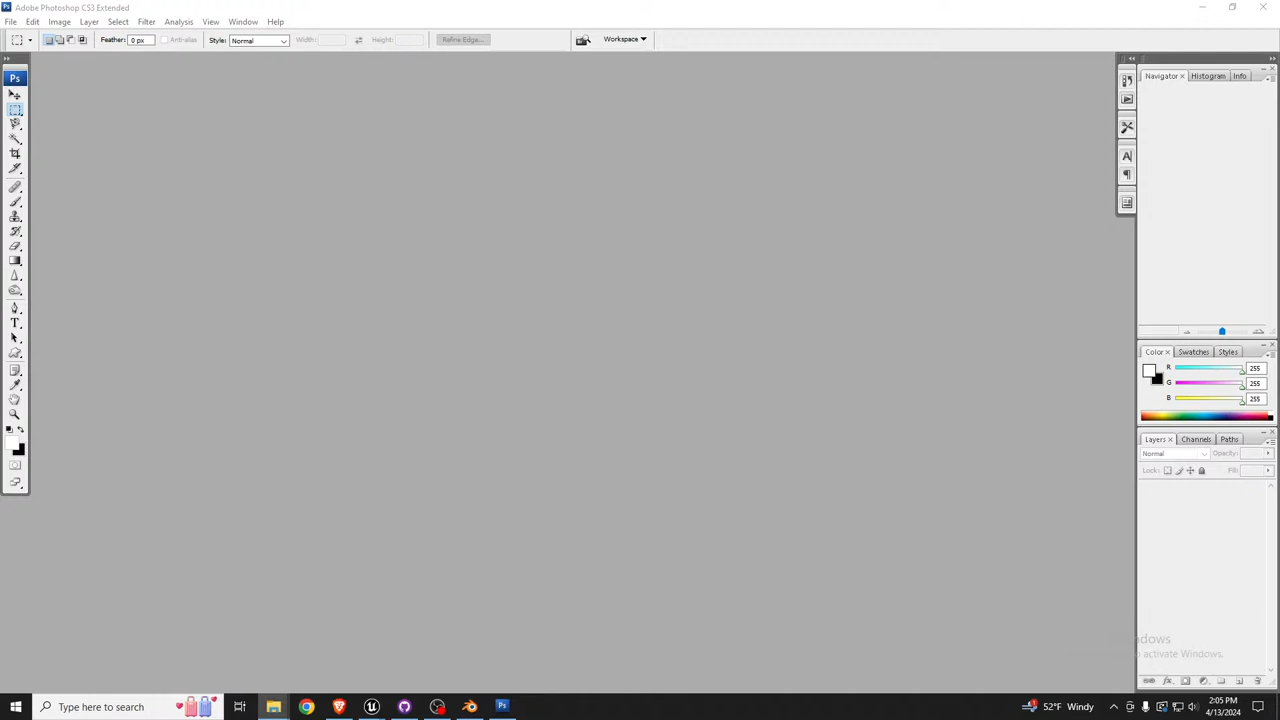 Ps Adobe Photoshop CS3 Extended
File Edit Image Layer Select Filter Analysis View Window Help
Feather: 0 px Anti-alias Style: Normal Width: Height: Refine Edge... Workspace
Ps
Navigator Histogram Info
A
T
Color Swatches Styles
R 255
G 255
B 255
Layers Channels Paths
Normal Opacity:
Lock: Fill:
ndows
activate Windows.
Type here to search
Ps
52°F Windy
2:05 PM
4/13/2024